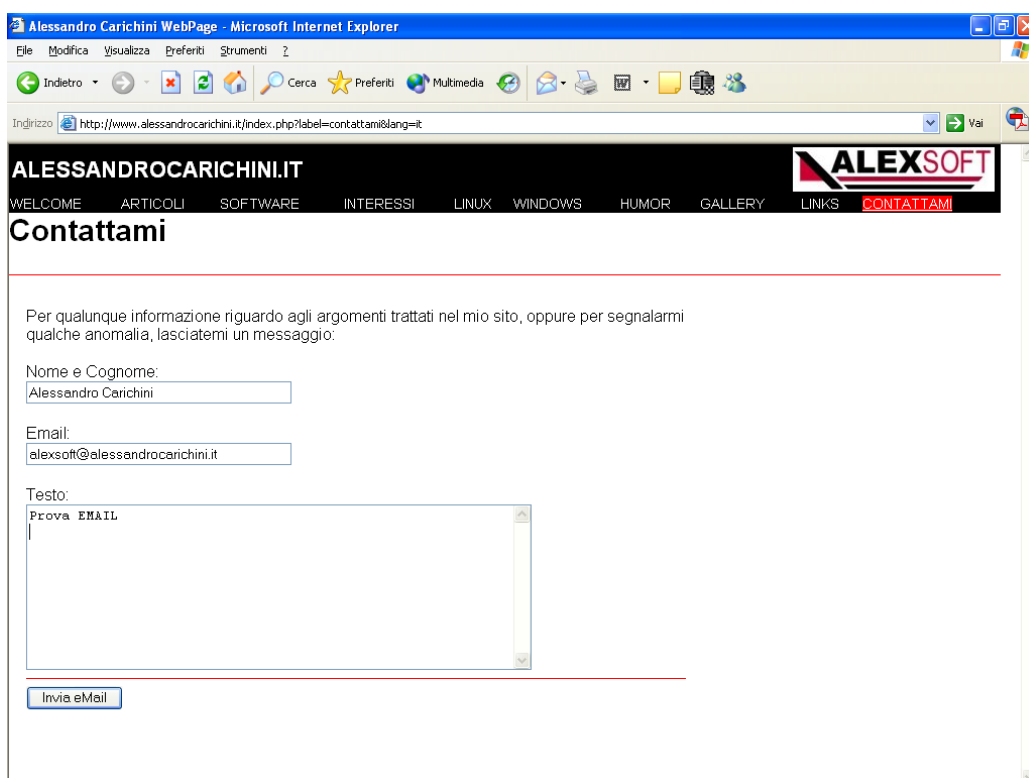 Alessandro Carichini WebPage - Microsoft Internet Explorer
File Modifica Visualizza Preferiti Strumenti ?
Indietro Cerca Preferiti Multimedia
Indirizzo http://www.alessandrocarichini.it/index.php?label=contattami&lang=it Vai
ALESSANDROCARICHINI.IT
ALEXSOFT
WELCOME ARTICOLI SOFTWARE INTERESSI LINUX WINDOWS HUMOR GALLERY LINKS CONTATTAMI
Contattami
Per qualunque informazione riguardo agli argomenti trattati nel mio sito, oppure per segnalarmi
qualche anomalia, lasciatemi un messaggio:
Nome e Cognome:
Alessandro Carichini
Email:
alexsoft@alessandrocarichini.it
Testo:
Prova EMAIL
Invia eMail